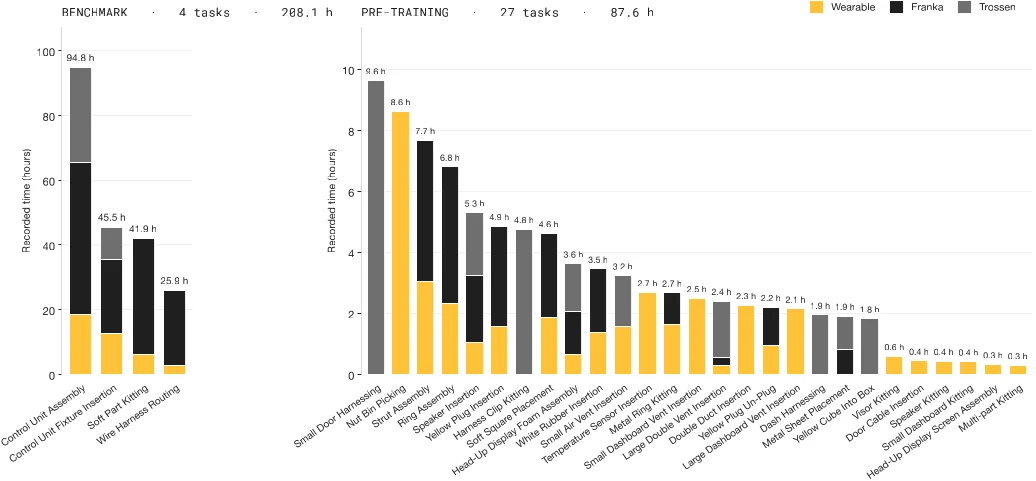 BENCHMARK · 4 tasks · 208.1 h
PRE-TRAINING · 27 tasks · 87.6 h
Wearable Franka Trossen
Recorded time (hours)
100
80
60
40
20
0
94.8 h
45.5 h
41.9 h
25.9 h
Control Unit Assembly
Control Unit Fixture Insertion
Soft Part Kitting
Wire Harness Routing
Recorded time (hours)
10
8
6
4
2
0
9.6 h
8.6 h
7.7 h
6.8 h
5.3 h
4.9 h
4.8 h
4.6 h
3.6 h
3.5 h
3.2 h
2.7 h
2.7 h
2.5 h
2.4 h
2.3 h
2.2 h
2.1 h
1.9 h
1.9 h
1.8 h
0.6 h
0.4 h
0.4 h
0.4 h
0.3 h
0.3 h
Small Door Harnessing
Nut Bin Picking
Strut Assembly
Ring Assembly
Speaker Insertion
Yellow Plug Insertion
Harness Clip Kitting
Soft Square Placement
Head-Up Display Foam Assembly
White Rubber Insertion
Small Air Vent Insertion
Temperature Sensor Insertion
Metal Ring Kitting
Small Dashboard Vent Insertion
Large Double Vent Insertion
Double Duct Insertion
Yellow Plug Un-Plug
Large Dashboard Vent Insertion
Dash Harnessing
Metal Sheet Placement
Yellow Cube Into Box
Visor Kitting
Door Cable Insertion
Speaker Kitting
Small Dashboard Kitting
Head-Up Display Screen Assembly
Multi-part Kitting